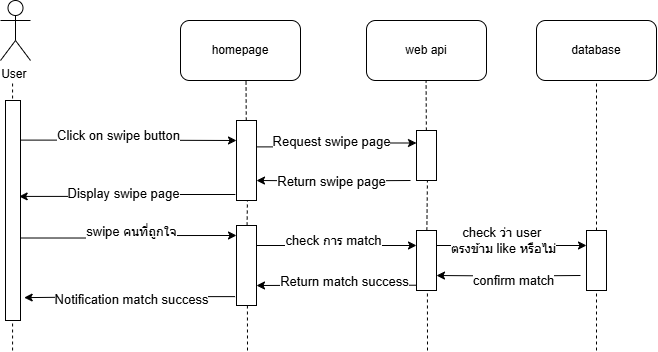 homepage
web api
database
User
Click on swipe button
Request swipe page
Return swipe page
Display swipe page
swipe คนที่ถูกใจ
check การ match
check ว่า user
ตรงข้าม like หรือไม่
Return match success
confirm match
Notification match success